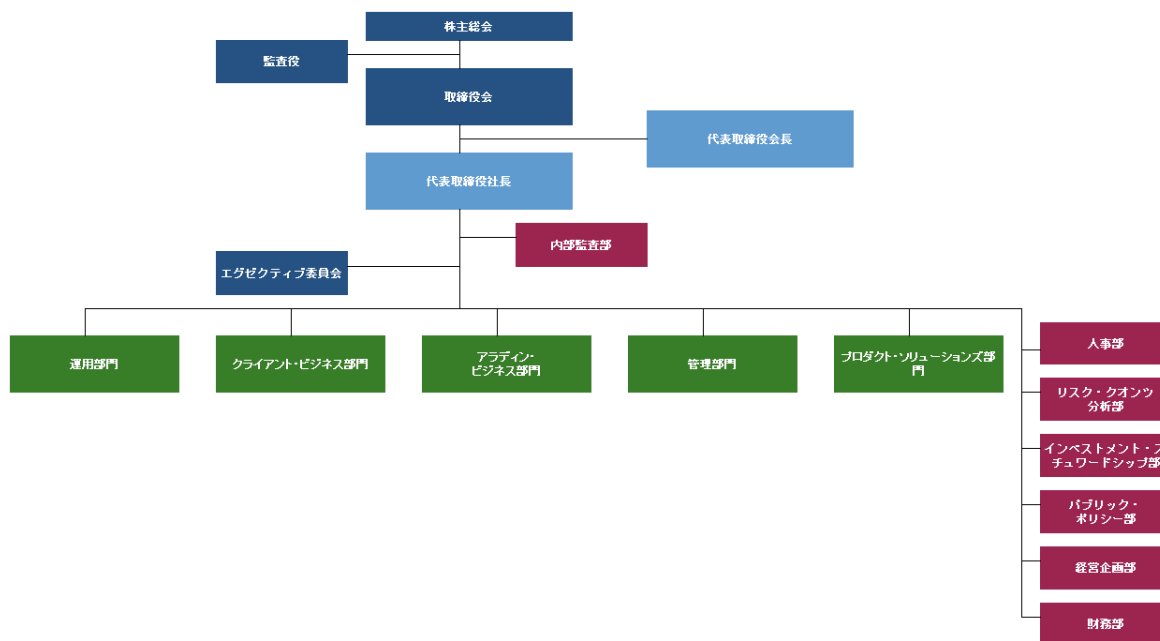 株主総会
監査役
取締役会
代表取締役会長
代表取締役社長
内部監査部
エグゼクティブ委員会
運用部門
クライアント・ビジネス部門
アラディン・
ビジネス部門
管理部門
プロダクト・ソリューションズ部
門
人事部
リスク・クオンツ
分析部
インベストメント・ス
チュワードシップ部
パブリック・
ポリシー部
経営企画部
財務部